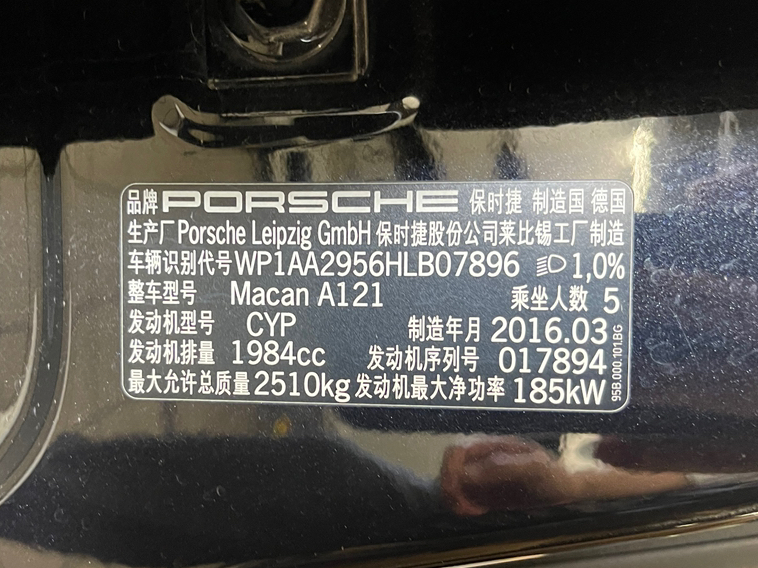 品牌 PORSCHE 保时捷 制造国 德国
生产厂 Porsche Leipzig GmbH 保时捷股份公司莱比锡工厂制造
车辆识别代号 WP1AA2956HLB07896 1,0%
整车型号 Macan A121 乘坐人数 5
发动机型号 CYP 制造年月 2016.03
发动机排量 1984cc 发动机序列号 017894
最大允许总质量 2510kg 发动机最大净功率 185kW
95B.000.101.BG